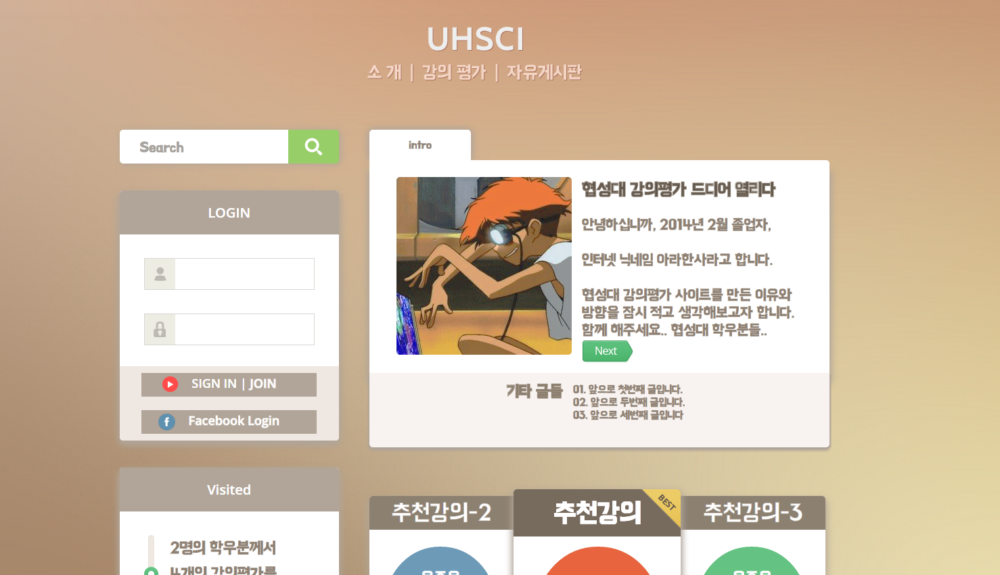 UHSCI
소 개 | 강의 평가 | 자유게시판
Search
intro
LOGIN
SIGN IN | JOIN
Facebook Login
협성대 강의평가 드디어 열리다
안녕하십니까, 2014년 2월 졸업자,
인터넷 닉네임 아라한사라고 합니다.
협성대 강의평가 사이트를 만든 이유와
방향을 잠시 적고 생각해보고자 합니다.
함께 해주세요.. 협성대 학우분들..
Next
기타 글들
01. 앞으로 첫번째 글입니다.
02. 앞으로 두번째 글입니다.
03. 앞으로 세번째 글입니다
Visited
2명의 학우분께서
4개의 강의평가를
추천강의-2
추천강의
BEST
추천강의-3